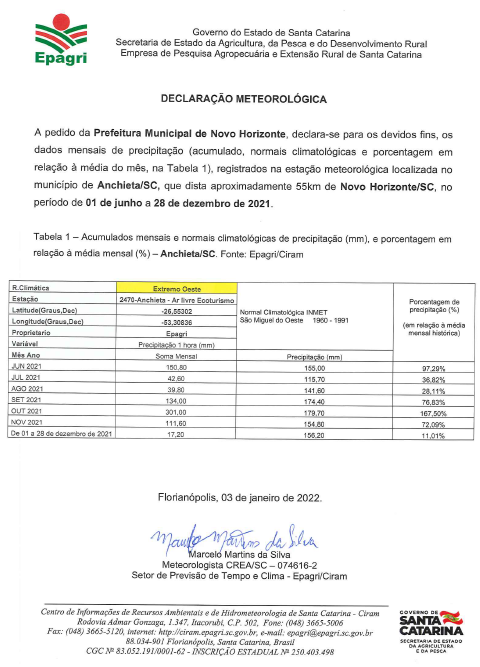 Epagri
Governo do Estado de Santa Catarina
Secretaria de Estado da Agricultura, da Pesca e do Desenvolvimento Rural
Empresa de Pesquisa Agropecuária e Extensão Rural de Santa Catarina
DECLARAÇÃO METEOROLÓGICA
A pedido da Prefeitura Municipal de Novo Horizonte, declara-se para os devidos fins, os
dados mensais de precipitação (acumulado, normais climatológicas e porcentagem em
relação à média do mês, na Tabela 1), registrados na estação meteorológica localizada no
município de Anchieta/SC, que dista aproximadamente 55km de Novo Horizonte/SC, no
período de 01 de junho a 28 de dezembro de 2021.
Tabela 1 – Acumulados mensais e normais climatológicas de precipitação (mm), e porcentagem em
relação à média mensal (%) – Anchieta/SC. Fonte: Epagri/Ciram
R.Climática Extremo Oeste
Estação 2470-Anchieta - Ar livre Ecoturismo
Latitude(Graus,Dec) -26,55302
Longitude(Graus,Dec) -53,30836
Proprietario Epagri
Variável Precipitação 1 hora (mm)
Normal Climatológica INMET
São Miguel do Oeste 1960 - 1991
Porcentagem de
precipitação (%)
(em relação à média
mensal histórica)
Mês Ano Soma Mensal Precipitação (mm)
JUN 2021 150,80 155,00 97,29%
JUL 2021 42,60 115,70 36,82%
AGO 2021 39,80 141,60 28,11%
SET 2021 134,00 174,40 76,83%
OUT 2021 301,00 179,70 167,50%
NOV 2021 111,60 154,80 72,09%
De 01 a 28 de dezembro de 2021 17,20 156,20 11,01%
Florianópolis, 03 de janeiro de 2022.
Marcelo Martins da Silva
Marcelo Martins da Silva
Meteorologista CREA/SC – 074616-2
Setor de Previsão de Tempo e Clima - Epagri/Ciram
Centro de Informações de Recursos Ambientais e de Hidrometeorologia de Santa Catarina - Ciram
Rodovia Admar Gonzaga, 1.347, Itacorubi, C.P. 502, Fone: (048) 3665-5006
Fax: (048) 3665-5120, internet: http://ciram.epagri.sc.gov.br, e-mail: epagri@epagri.sc.gov.br
88.034-901 Florianópolis, Santa Catarina, Brasil
CGC Nº 83.052.191/0001-62 - INSCRIÇÃO ESTADUAL Nº 250.403.498
GOVERNO DE
SANTA
CATARINA
SECRETARIA DE ESTADO
DA AGRICULTURA
E DA PESCA